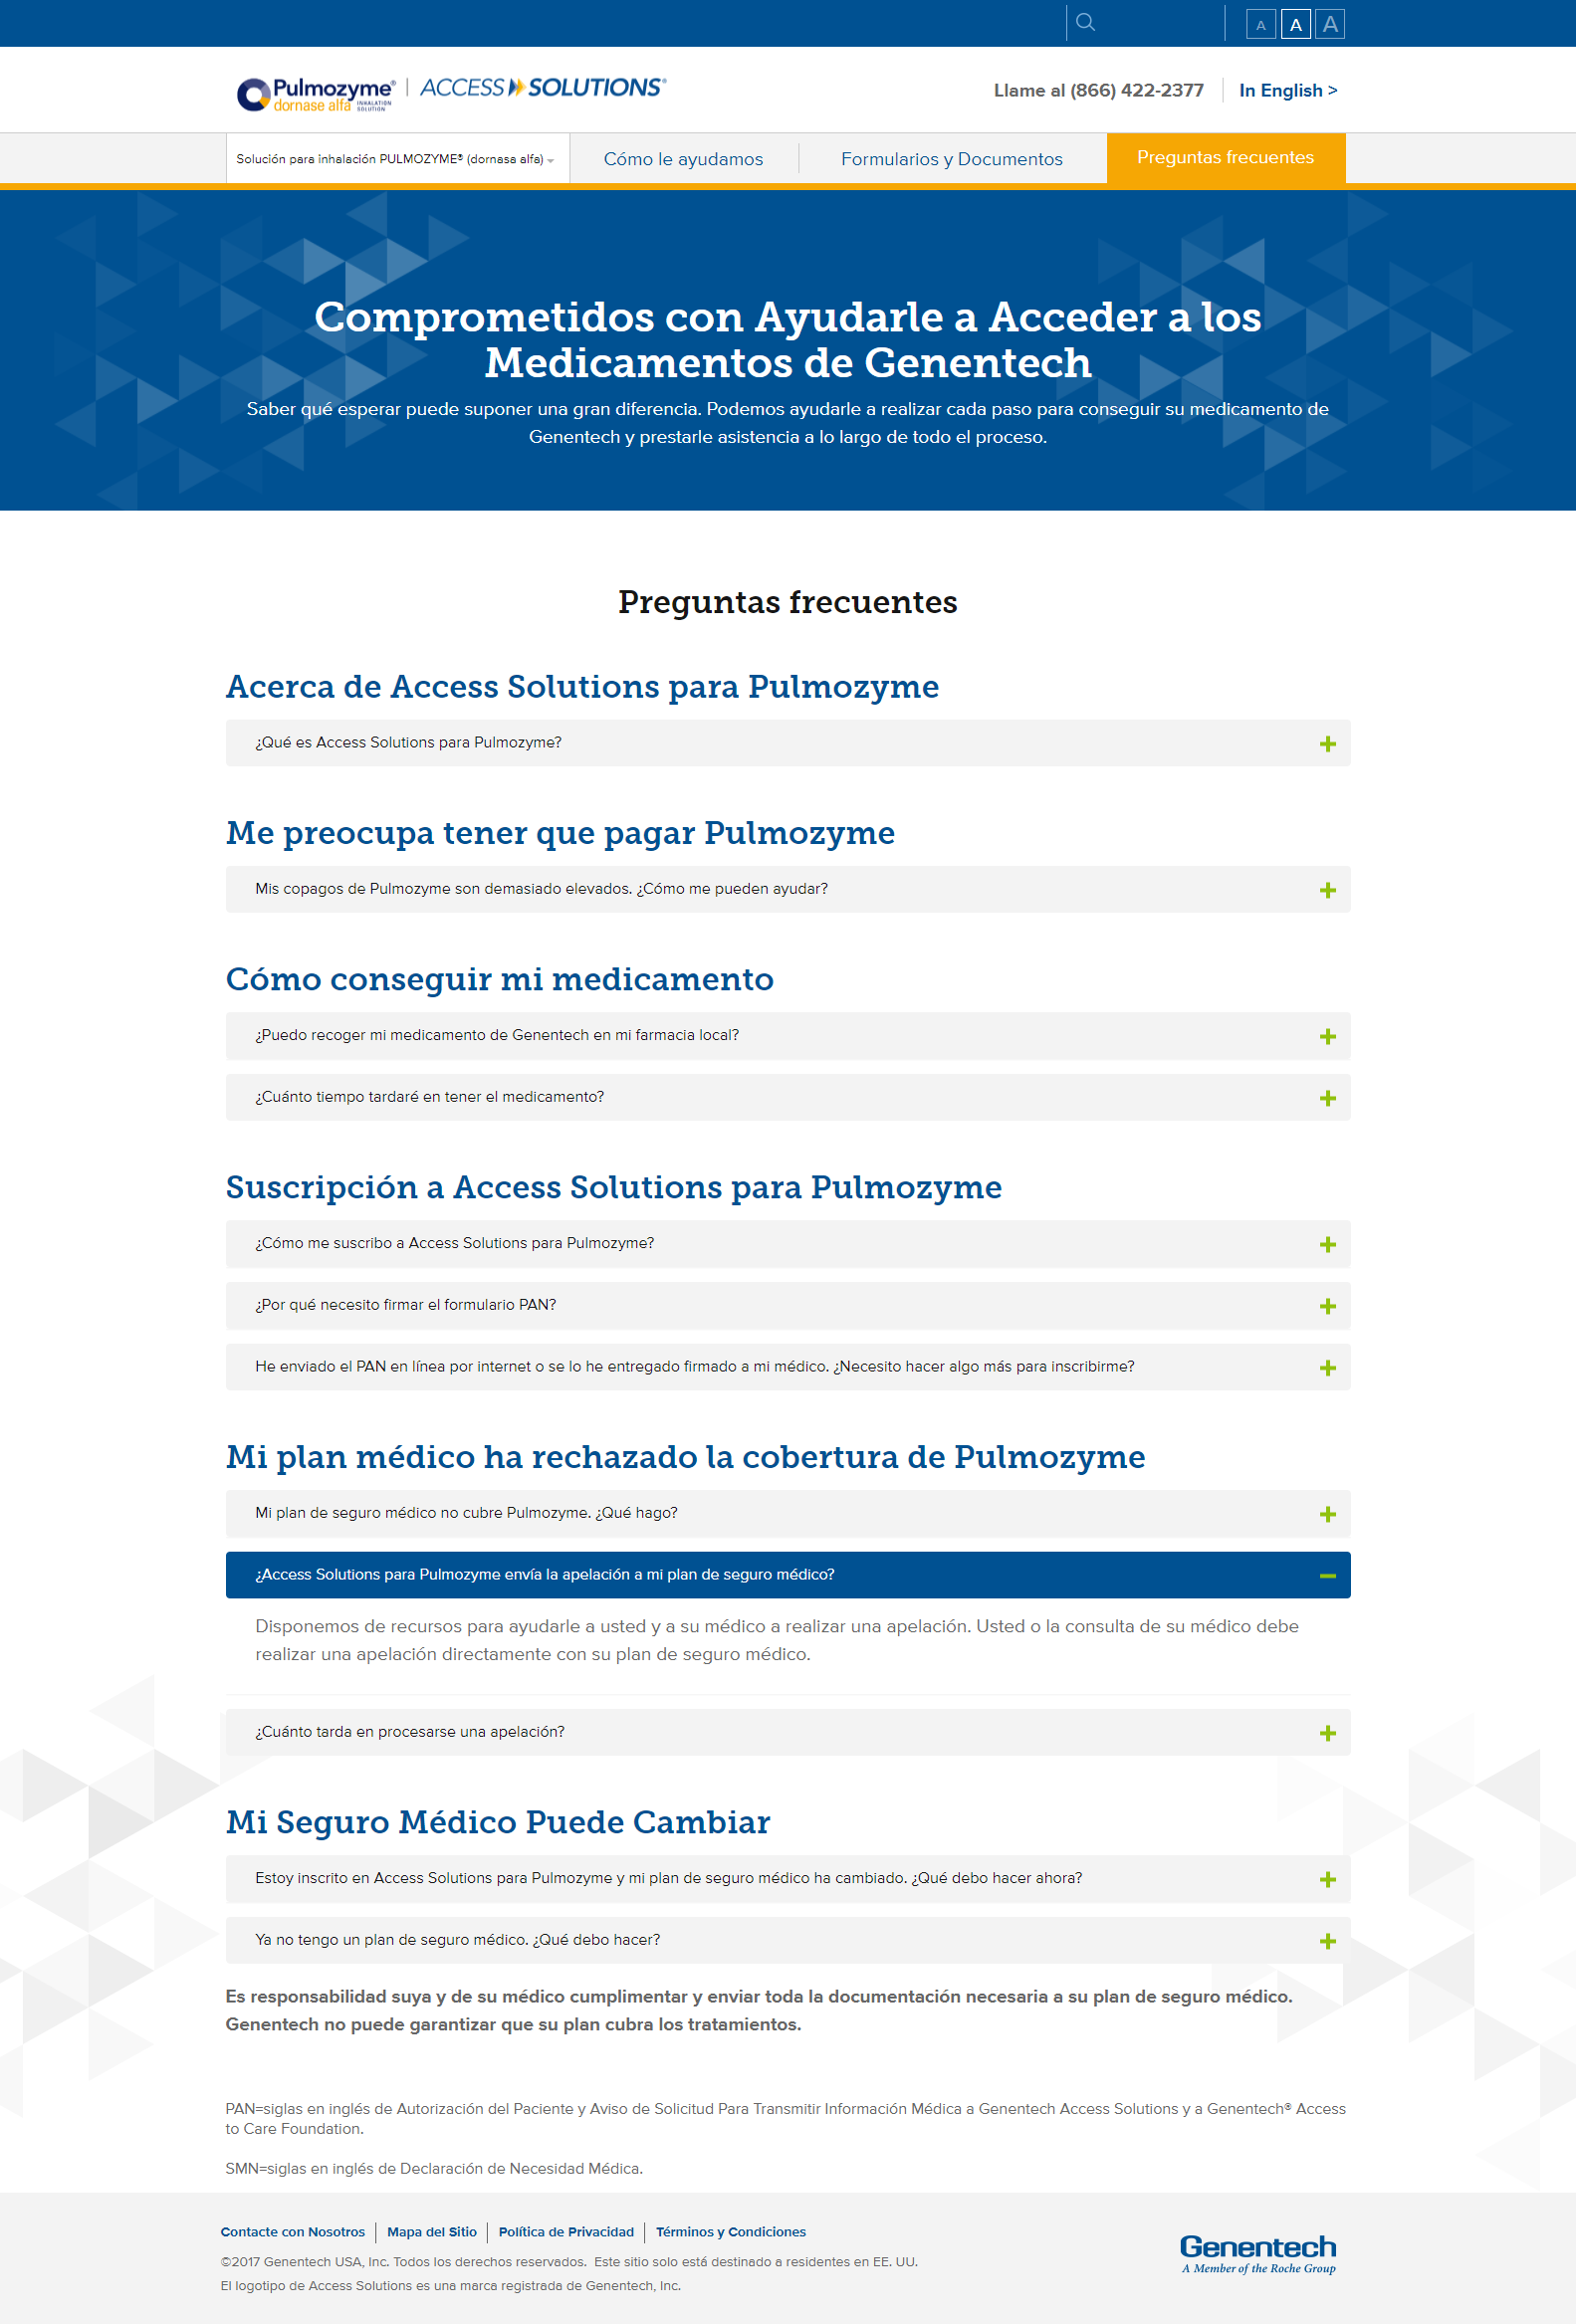 A A A
Pulmozyme® | ACCESS SOLUTIONS®
dornase alfa INHALATION SOLUTION
Llame al (866) 422-2377
In English >
Solución para inhalación PULMOZYME® (dornasa alfa)
Cómo le ayudamos
Formularios y Documentos
Preguntas frecuentes
Comprometidos con Ayudarle a Acceder a los
Medicamentos de Genentech
Saber qué esperar puede suponer una gran diferencia. Podemos ayudarle a realizar cada paso para conseguir su medicamento de
Genentech y prestarle asistencia a lo largo de todo el proceso.
Preguntas frecuentes
Acerca de Access Solutions para Pulmozyme
¿Qué es Access Solutions para Pulmozyme?
Me preocupa tener que pagar Pulmozyme
Mis copagos de Pulmozyme son demasiado elevados. ¿Cómo me pueden ayudar?
Cómo conseguir mi medicamento
¿Puedo recoger mi medicamento de Genentech en mi farmacia local?
¿Cuánto tiempo tardaré en tener el medicamento?
Suscripción a Access Solutions para Pulmozyme
¿Cómo me suscribo a Access Solutions para Pulmozyme?
¿Por qué necesito firmar el formulario PAN?
He enviado el PAN en línea por internet o se lo he entregado firmado a mi médico. ¿Necesito hacer algo más para inscribirme?
Mi plan médico ha rechazado la cobertura de Pulmozyme
Mi plan de seguro médico no cubre Pulmozyme. ¿Qué hago?
¿Access Solutions para Pulmozyme envía la apelación a mi plan de seguro médico?
Disponemos de recursos para ayudarle a usted y a su médico a realizar una apelación. Usted o la consulta de su médico debe
realizar una apelación directamente con su plan de seguro médico.
¿Cuánto tarda en procesarse una apelación?
Mi Seguro Médico Puede Cambiar
Estoy inscrito en Access Solutions para Pulmozyme y mi plan de seguro médico ha cambiado. ¿Qué debo hacer ahora?
Ya no tengo un plan de seguro médico. ¿Qué debo hacer?
Es responsabilidad suya y de su médico cumplimentar y enviar toda la documentación necesaria a su plan de seguro médico.
Genentech no puede garantizar que su plan cubra los tratamientos.
PAN=siglas en inglés de Autorización del Paciente y Aviso de Solicitud Para Transmitir Información Médica a Genentech Access Solutions y a Genentech® Access
to Care Foundation.
SMN=siglas en inglés de Declaración de Necesidad Médica.
Contacte con Nosotros | Mapa del Sitio | Política de Privacidad | Términos y Condiciones
©2017 Genentech USA, Inc. Todos los derechos reservados. Este sitio solo está destinado a residentes en EE. UU.
El logotipo de Access Solutions es una marca registrada de Genentech, Inc.
Genentech
A Member of the Roche Group